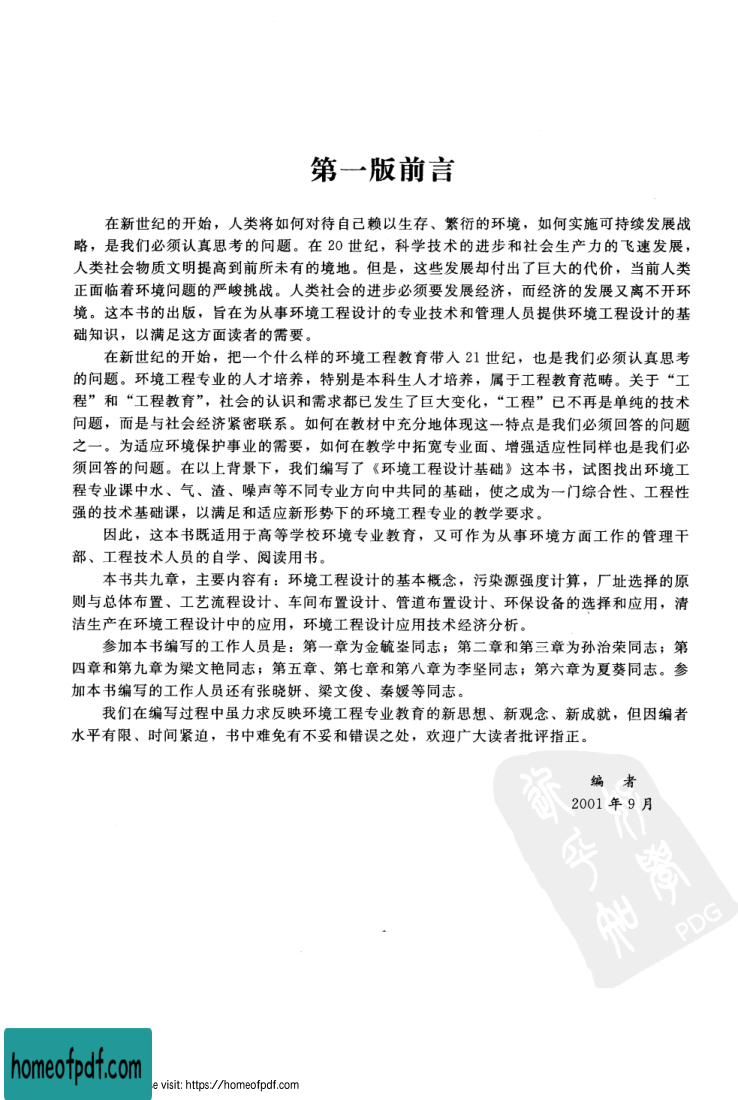 第一版前言
在新世纪的开始，人类将如何对待自己赖以生存、繁衍的环境，如何实施可持续发展战
略，是我们必须认真思考的问题。在 20 世纪，科学技术的进步和社会生产力的飞速发展，
人类社会物质文明提高到前所未有的境地。但是，这些发展却付出了巨大的代价，当前人类
正面临着环境问题的严峻挑战。人类社会的进步必须要发展经济，而经济的发展又离不开环
境。这本书的出版，旨在为从事环境工程设计的专业技术和管理人员提供环境工程设计的基
础知识，以满足这方面读者的需要。
在新世纪的开始，把一个什么样的环境工程教育带入 21 世纪，也是我们必须认真思考
的问题。环境工程专业的人才培养，特别是本科生人才培养，属于工程教育范畴。关于“工
程”和“工程教育”，社会的认识和需求都已发生了巨大变化，“工程”已不再是单纯的技术
问题，而是与社会经济紧密联系。如何在教材中充分地体现这一特点是我们必须回答的问题
之一。为适应环境保护事业的需要，如何在教学中拓宽专业面、增强适应性同样也是我们必
须回答的问题。在以上背景下，我们编写了《环境工程设计基础》这本书，试图找出环境工
程专业课中水、气、渣、噪声等不同专业方向中共同的基础，使之成为一门综合性、工程性
强的技术基础课，以满足和适应新形势下的环境工程专业的教学要求。
因此，这本书既适用于高等学校环境专业教育，又可作为从事环境方面工作的管理干
部、工程技术人员的自学、阅读用书。
本书共九章，主要内容有：环境工程设计的基本概念，污染源强度计算，厂址选择的原
则与总体布置、工艺流程设计、车间布置设计、管道布置设计、环保设备的选择和应用，清
洁生产在环境工程设计中的应用，环境工程设计应用技术经济分析。
参加本书编写的工作人员是：第一章为金毓峑同志；第二章和第三章为孙治荣同志；第
四章和第九章为梁文艳同志；第五章、第七章和第八章为李坚同志；第六章为夏葵同志。参
加本书编写的工作人员还有张晓妍、梁文俊、秦媛等同志。
我们在编写过程中虽力求反映环境工程专业教育的新思想、新观念、新成就，但因编者
水平有限、时间紧迫，书中难免有不妥和错误之处，欢迎广大读者批评指正。
编 者
2001 年 9 月
PDG
homeofpdf.com
e visit: https://homeofpdf.com